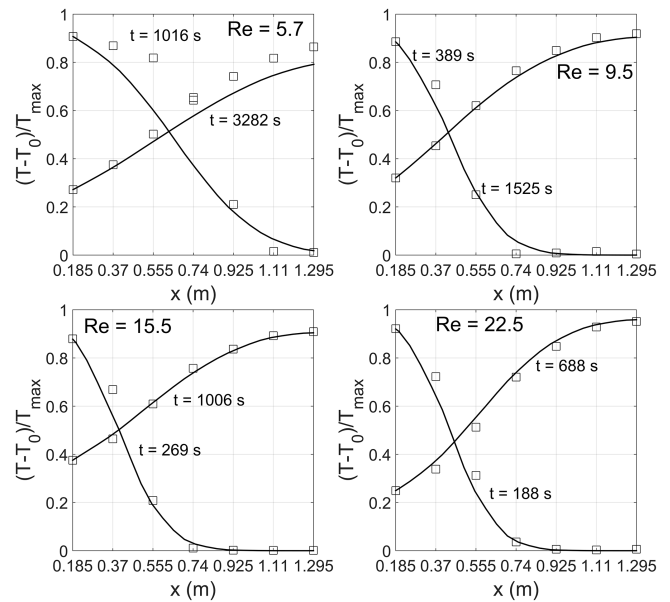 1
t = 1016 s
Re = 5.7
0.8
0.6
t = 3282 s
0.4
0.2
0
(T-T0)/Tmax
0.185 0.37 0.555 0.74 0.925 1.11 1.295
x (m)
1
t = 389 s
0.8
Re = 9.5
0.6
0.4
t = 1525 s
0.2
0
(T-T0)/Tmax
0.185 0.37 0.555 0.74 0.925 1.11 1.295
x (m)
1
Re = 15.5
0.8
0.6
t = 1006 s
0.4
t = 269 s
0.2
0
(T-T0)/Tmax
0.185 0.37 0.555 0.74 0.925 1.11 1.295
x (m)
1
Re = 22.5
0.8
t = 688 s
0.6
0.4
t = 188 s
0.2
0
(T-T0)/Tmax
0.185 0.37 0.555 0.74 0.925 1.11 1.295
x (m)